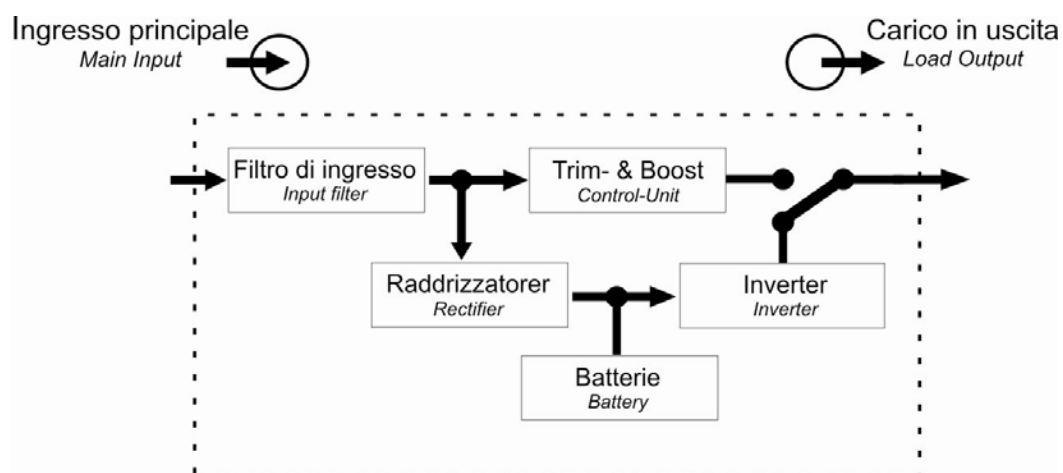 Ingresso principale
Main Input
Carico in uscita
Load Output
Filtro di ingresso
Input filter
Trim- & Boost
Control-Unit
Raddrizzatorer
Rectifier
Inverter
Inverter
Batterie
Battery